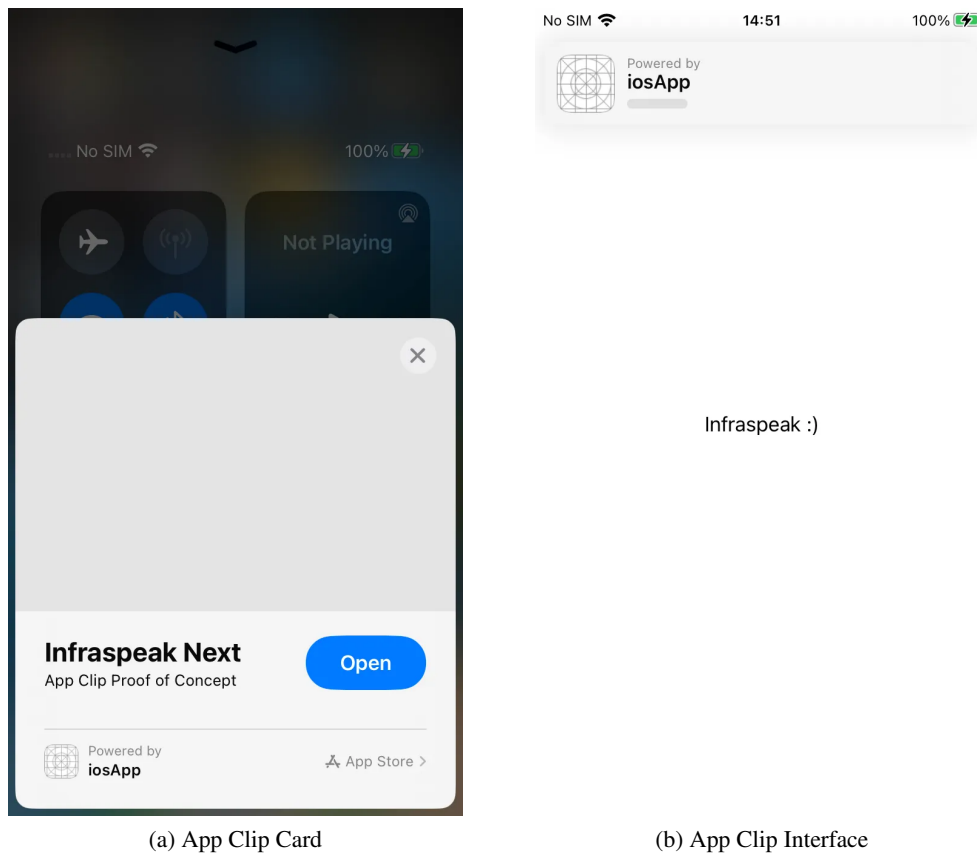 No SIM
100%
Not Playing
Infraspeak Next
App Clip Proof of Concept
Open
Powered by
iosApp
App Store
(a) App Clip Card
No SIM
14:51
100%
Powered by
iosApp
Infraspeak :)
(b) App Clip Interface